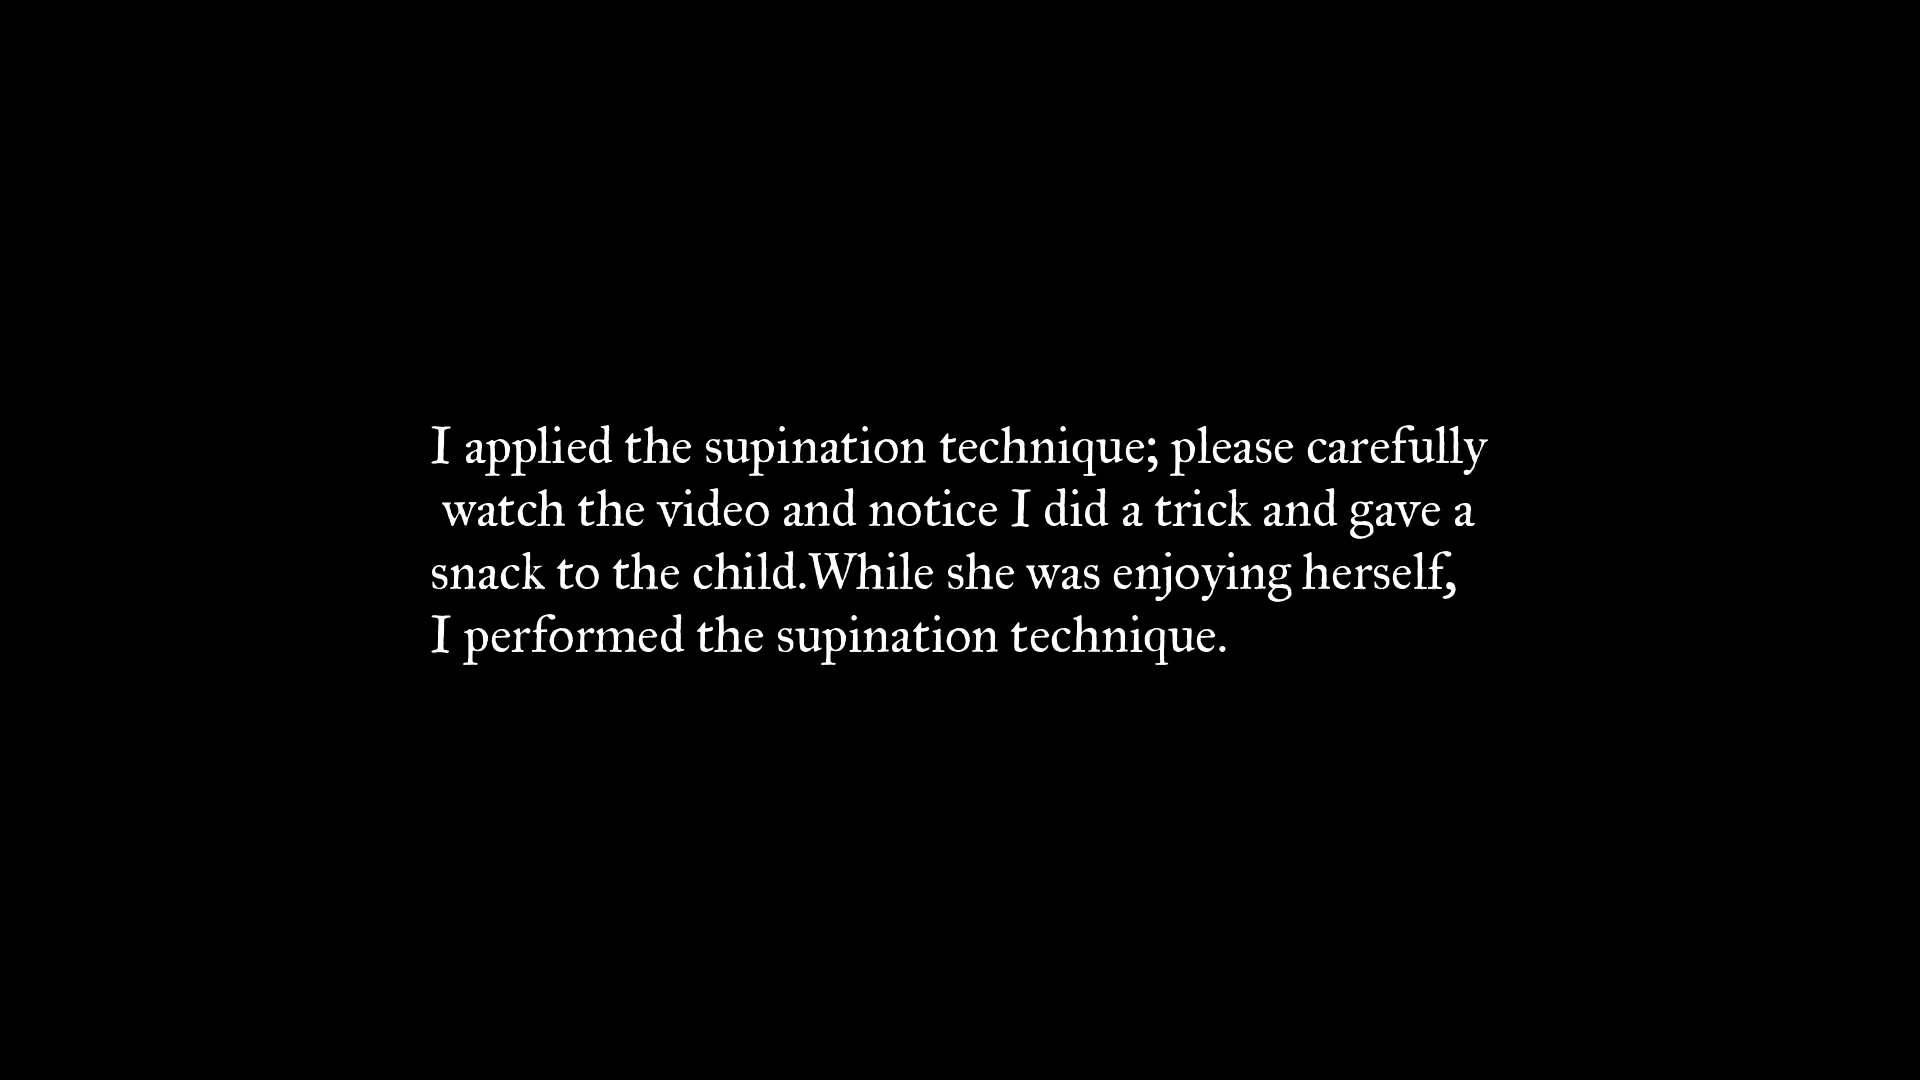 I applied the supination technique; please carefully
watch the video and notice I did a trick and gave a
snack to the child.While she was enjoying herself,
I performed the supination technique.